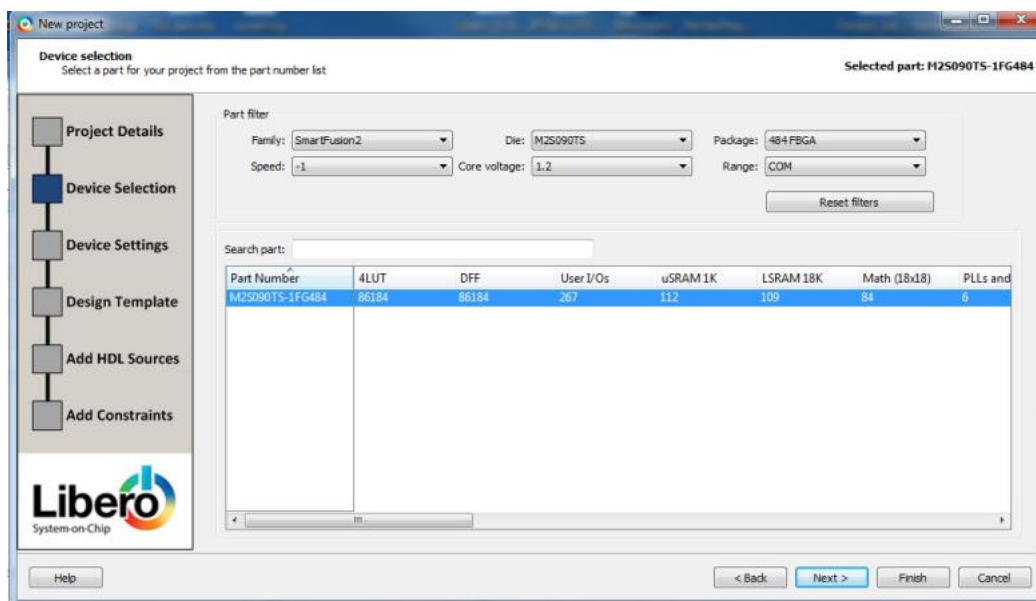 New project
Device selection
Select a part for your project from the part number list
Selected part: M2S090TS-1FG484
Project Details
Device Selection
Device Settings
Design Template
Add HDL Sources
Add Constraints
Libero
System-on-Chip
Part filter
Family: SmartFusion2 Die: M2S090TS Package: 484 FBGA
Speed: -1 Core voltage: 1.2 Range: COM
Reset filters
Search part:
Part Number 4LUT DFF User I/Os uSRAM 1K LSRAM 18K Math (18x18) PLLs and
M2S090TS-1FG484 86184 86184 267 112 109 84 6
Help < Back Next > Finish Cancel